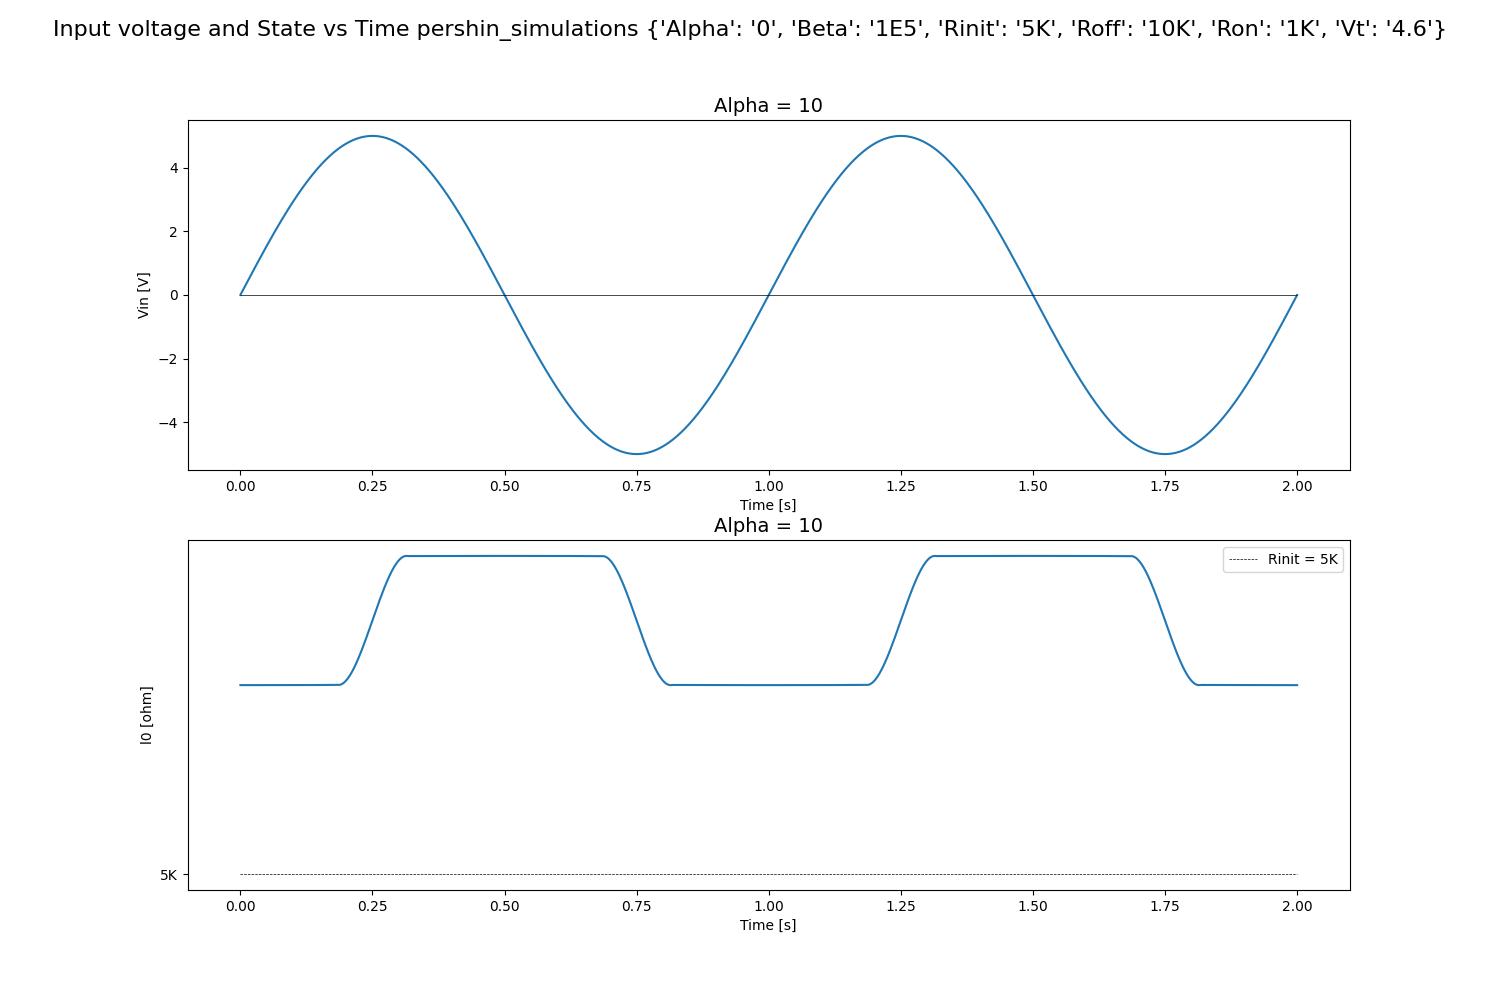 Input voltage and State vs Time pershin_simulations {'Alpha': '0', 'Beta': '1E5', 'Rinit': '5K', 'Roff': '10K', 'Ron': '1K', 'Vt': '4.6'}
Alpha = 10
4
2
0
−2
−4
Vin [V]
0.00 0.25 0.50 0.75 1.00 1.25 1.50 1.75 2.00
Time [s]
Alpha = 10
Rinit = 5K
l0 [ohm]
5K
0.00 0.25 0.50 0.75 1.00 1.25 1.50 1.75 2.00
Time [s]